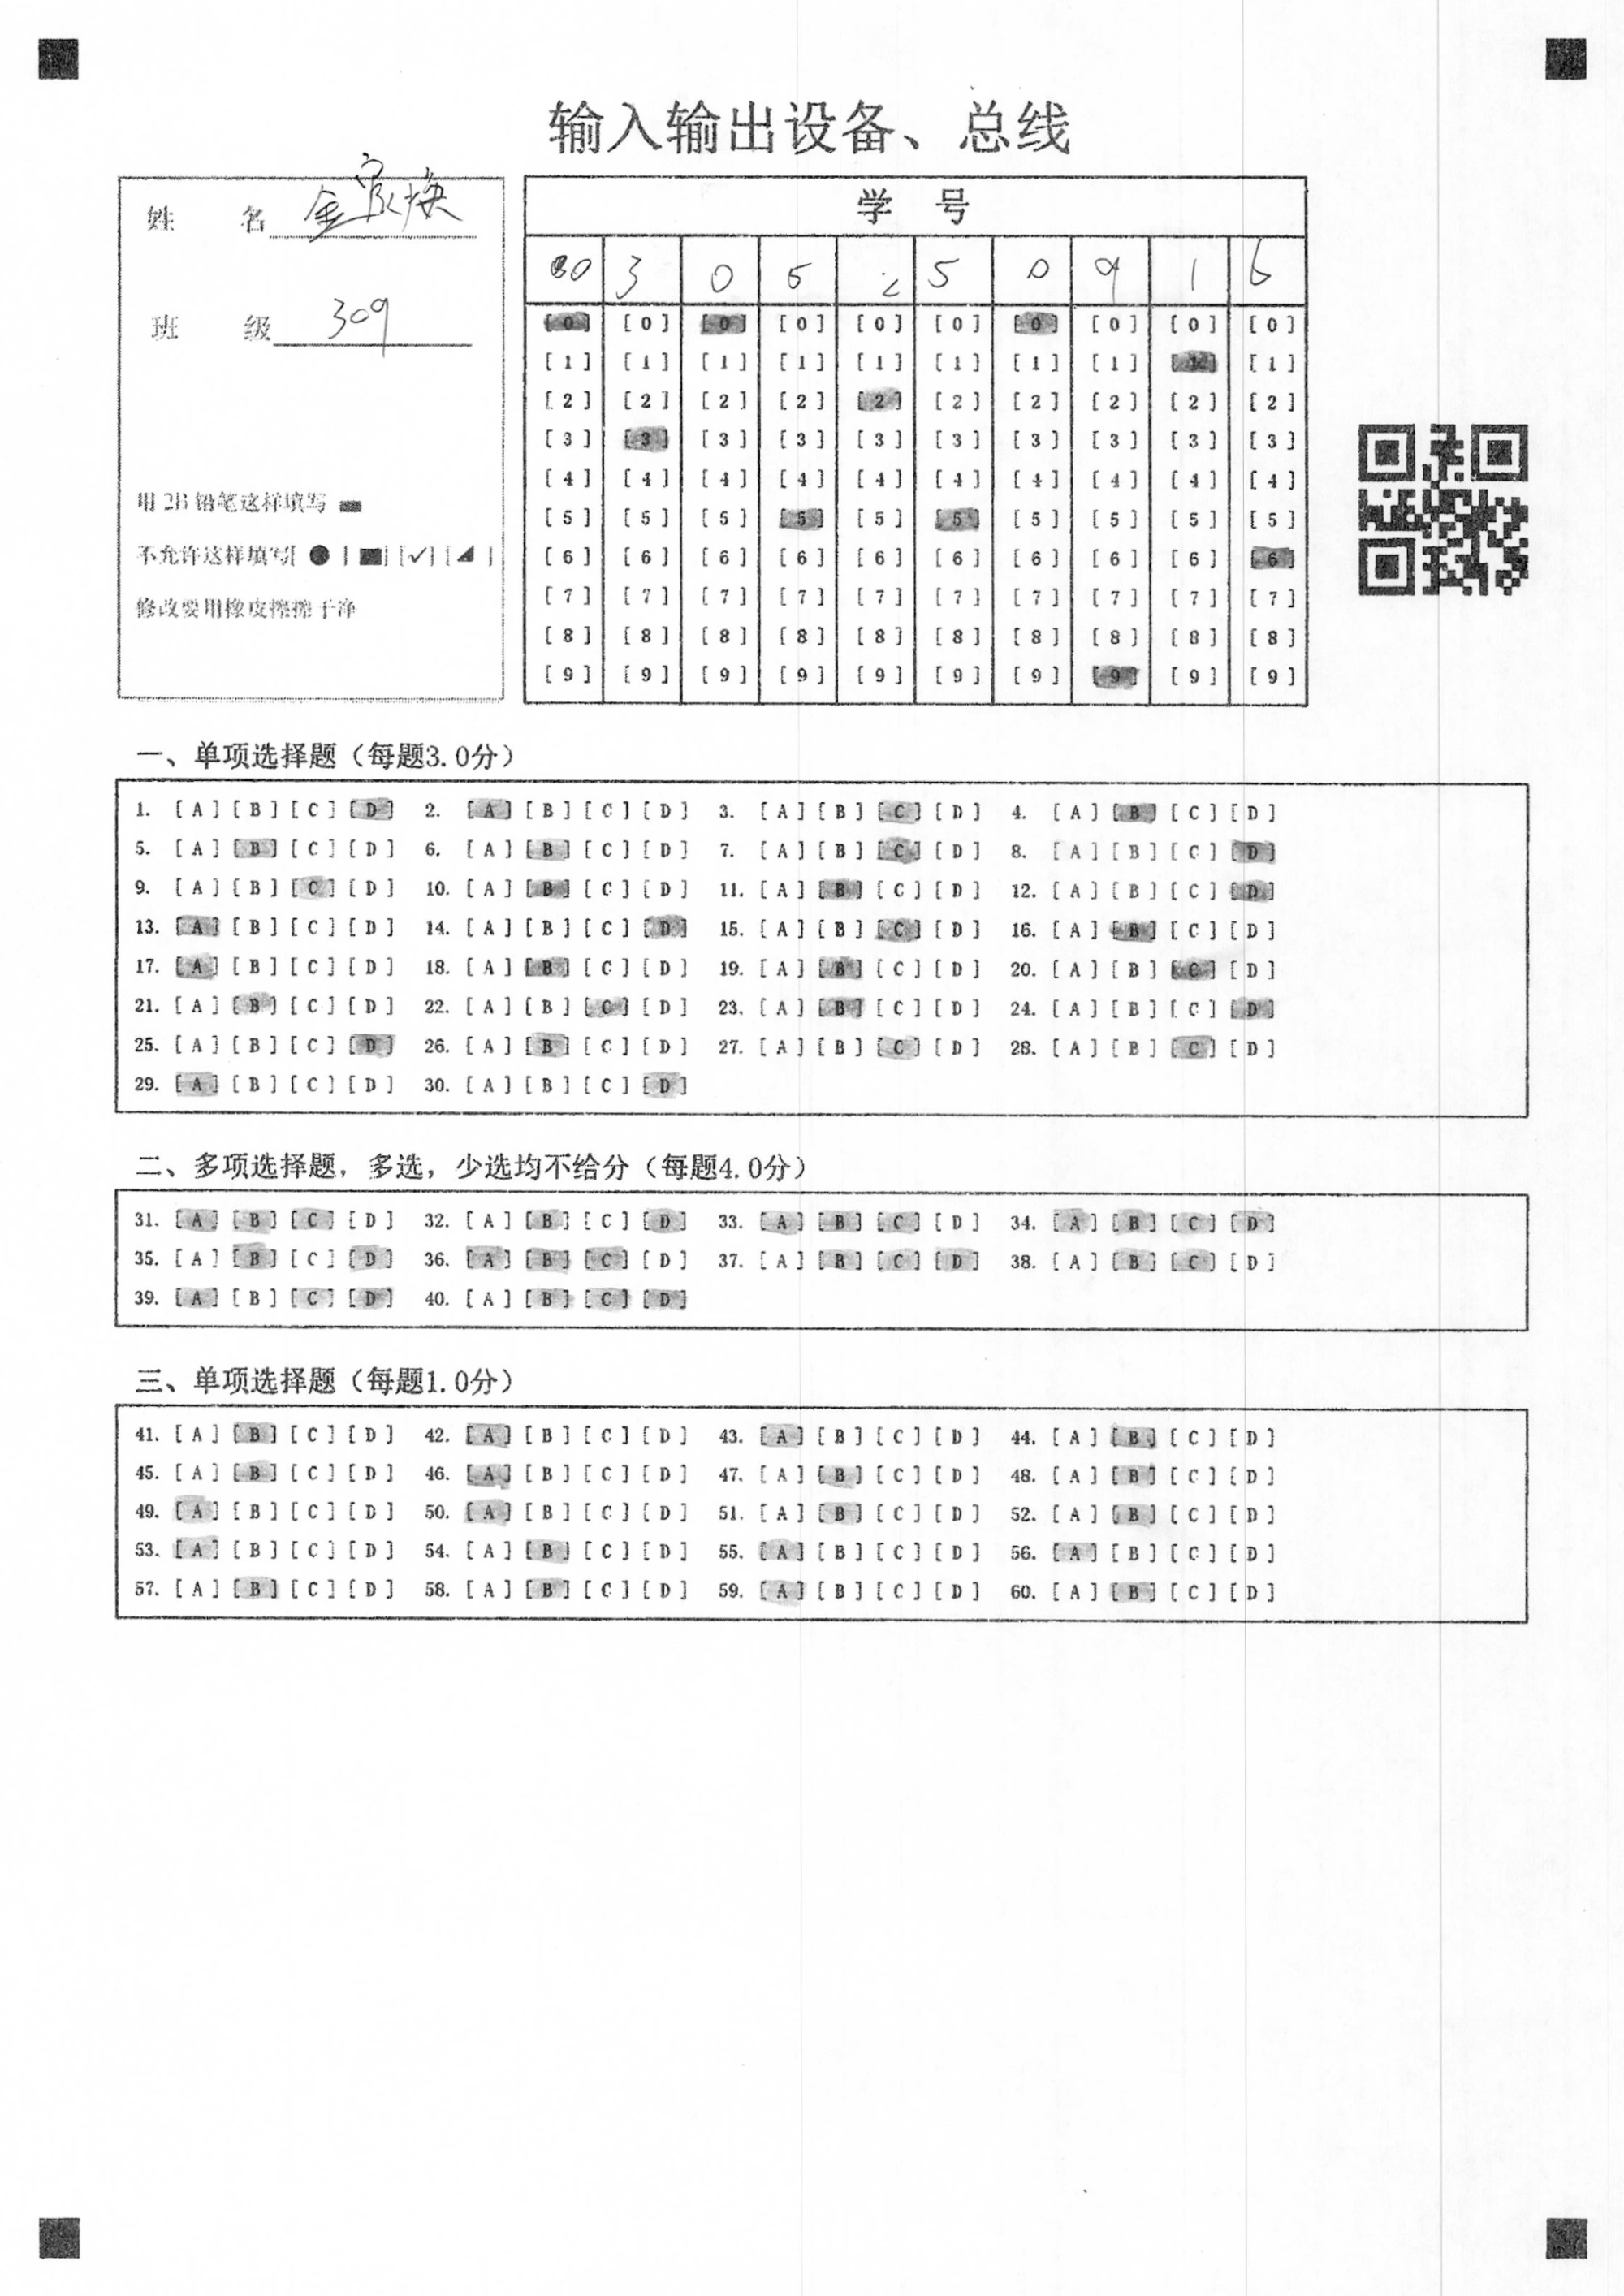 输入输出设备、总线
姓 名 金家焕
班 级 309
用 2B 铅笔这样填写
不允许这样填写[ ● ] [■] [✓] [◢ ]
修改要用橡皮擦擦干净
学 号
0 3 0 5 2 5 0 9 1 6
[0] [0] [0] [0] [0] [0] [0] [0] [0] [0]
[1] [1] [1] [1] [1] [1] [1] [1] [1] [1]
[2] [2] [2] [2] [2] [2] [2] [2] [2] [2]
[3] [3] [3] [3] [3] [3] [3] [3] [3] [3]
[4] [4] [4] [4] [4] [4] [4] [4] [4] [4]
[5] [5] [5] [5] [5] [5] [5] [5] [5] [5]
[6] [6] [6] [6] [6] [6] [6] [6] [6] [6]
[7] [7] [7] [7] [7] [7] [7] [7] [7] [7]
[8] [8] [8] [8] [8] [8] [8] [8] [8] [8]
[9] [9] [9] [9] [9] [9] [9] [9] [9] [9]
一、单项选择题（每题3.0分）
1. [A] [B] [C] [D] 2. [A] [B] [C] [D] 3. [A] [B] [C] [D] 4. [A] [B] [C] [D]
5. [A] [B] [C] [D] 6. [A] [B] [C] [D] 7. [A] [B] [C] [D] 8. [A] [B] [C] [D]
9. [A] [B] [C] [D] 10. [A] [B] [C] [D] 11. [A] [B] [C] [D] 12. [A] [B] [C] [D]
13. [A] [B] [C] [D] 14. [A] [B] [C] [D] 15. [A] [B] [C] [D] 16. [A] [B] [C] [D]
17. [A] [B] [C] [D] 18. [A] [B] [C] [D] 19. [A] [B] [C] [D] 20. [A] [B] [C] [D]
21. [A] [B] [C] [D] 22. [A] [B] [C] [D] 23. [A] [B] [C] [D] 24. [A] [B] [C] [D]
25. [A] [B] [C] [D] 26. [A] [B] [C] [D] 27. [A] [B] [C] [D] 28. [A] [B] [C] [D]
29. [A] [B] [C] [D] 30. [A] [B] [C] [D]
二、多项选择题，多选，少选均不给分（每题4.0分）
31. [A] [B] [C] [D] 32. [A] [B] [C] [D] 33. [A] [B] [C] [D] 34. [A] [B] [C] [D]
35. [A] [B] [C] [D] 36. [A] [B] [C] [D] 37. [A] [B] [C] [D] 38. [A] [B] [C] [D]
39. [A] [B] [C] [D] 40. [A] [B] [C] [D]
三、单项选择题（每题1.0分）
41. [A] [B] [C] [D] 42. [A] [B] [C] [D] 43. [A] [B] [C] [D] 44. [A] [B] [C] [D]
45. [A] [B] [C] [D] 46. [A] [B] [C] [D] 47. [A] [B] [C] [D] 48. [A] [B] [C] [D]
49. [A] [B] [C] [D] 50. [A] [B] [C] [D] 51. [A] [B] [C] [D] 52. [A] [B] [C] [D]
53. [A] [B] [C] [D] 54. [A] [B] [C] [D] 55. [A] [B] [C] [D] 56. [A] [B] [C] [D]
57. [A] [B] [C] [D] 58. [A] [B] [C] [D] 59. [A] [B] [C] [D] 60. [A] [B] [C] [D]